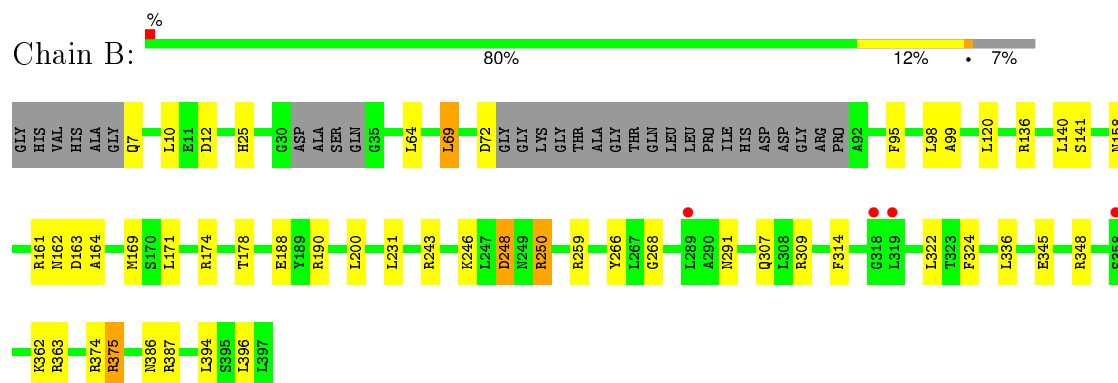 %
Chain B:
80% 12% • 7%
GLY HIS VAL HIS ALA GLY Q7 L10 E11 D12 H25 G30 ASP ALA SER GLN G35 L64 L69 D72 GLY GLY LYS GLY THR ALA GLY THR GLN LEU LEU PRO ILE HIS ASP ASP GLY ARG PRO A92 F95 L98 A99 L120 R136 L140 S141 N158
R161 N162 D163 A164 M169 S170 L171 R174 T178 E188 Y189 R190 L200 L231 R243 K246 L247 D248 N249 R250 R259 Y266 L267 G268 L289 A290 N291 Q307 L308 R309 F314 G318 L319 L322 T323 F324 L336 E345 R348 S358
K362 R363 R374 R375 N386 R387 L394 S395 L396 L397